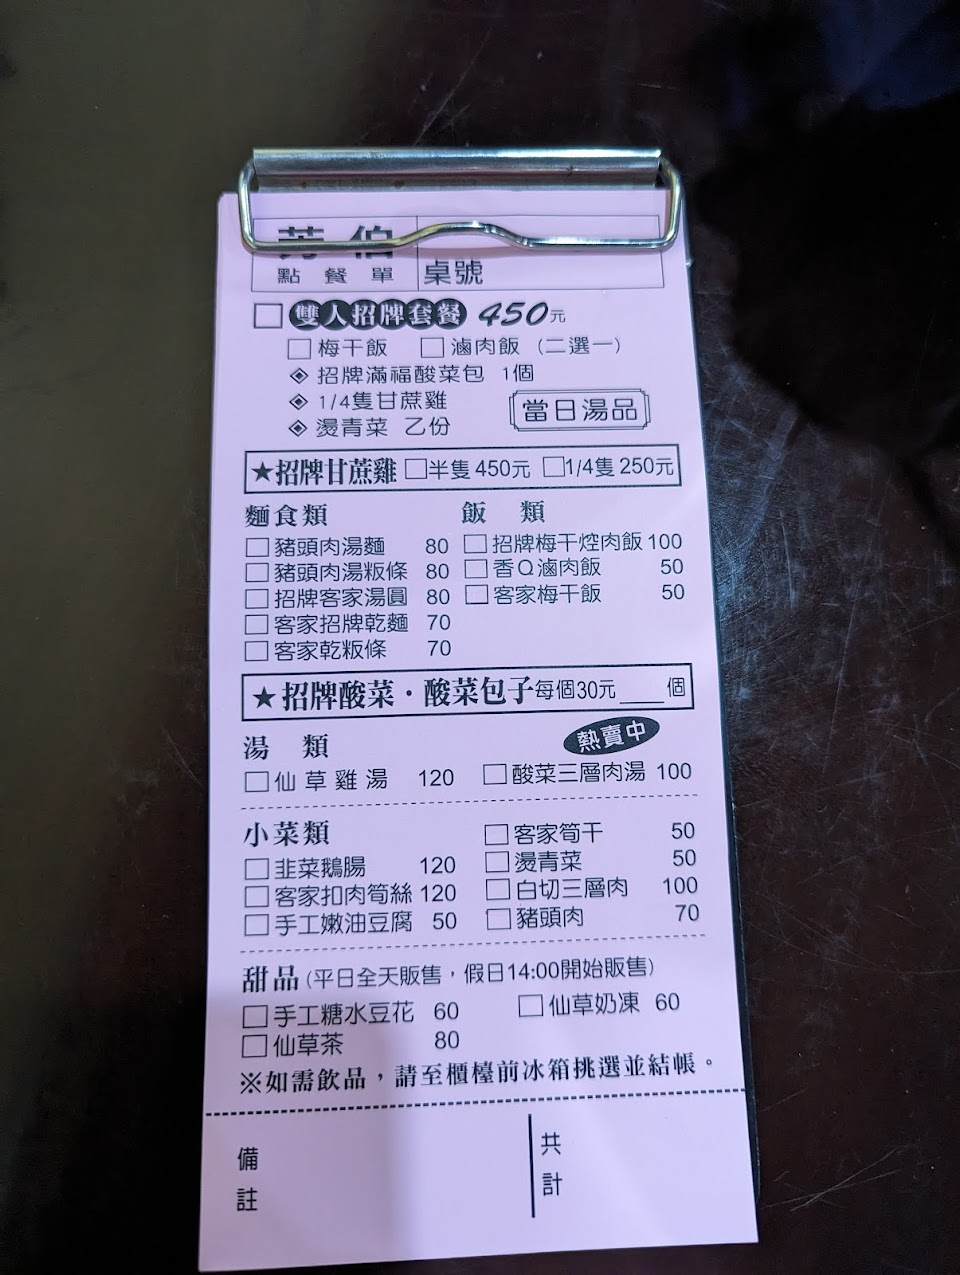 伯
點餐單 桌號
□ 雙人招牌套餐 450元
□梅干飯 □滷肉飯 (二選一)
◈ 招牌滿福酸菜包 1個
◈ 1/4隻甘蔗雞
◈ 燙青菜 乙份
當日湯品
★招牌甘蔗雞 □半隻450元 □1/4隻250元
麵食類 飯類
□豬頭肉湯麵 80 □招牌梅干焢肉飯 100
□豬頭肉湯粄條 80 □香Q滷肉飯 50
□招牌客家湯圓 80 □客家梅干飯 50
□客家招牌乾麵 70
□客家乾粄條 70
★招牌酸菜・酸菜包子每個30元 ___個
湯類 熱賣中
□仙草雞湯 120 □酸菜三層肉湯 100
小菜類 □客家筍干 50
□韭菜鵝腸 120 □燙青菜 50
□客家扣肉筍絲 120 □白切三層肉 100
□手工嫩油豆腐 50 □豬頭肉 70
甜品(平日全天販售，假日14:00開始販售)
□手工糖水豆花 60 □仙草奶凍 60
□仙草茶 80
※如需飲品，請至櫃檯前冰箱挑選並結帳。
備註 共計